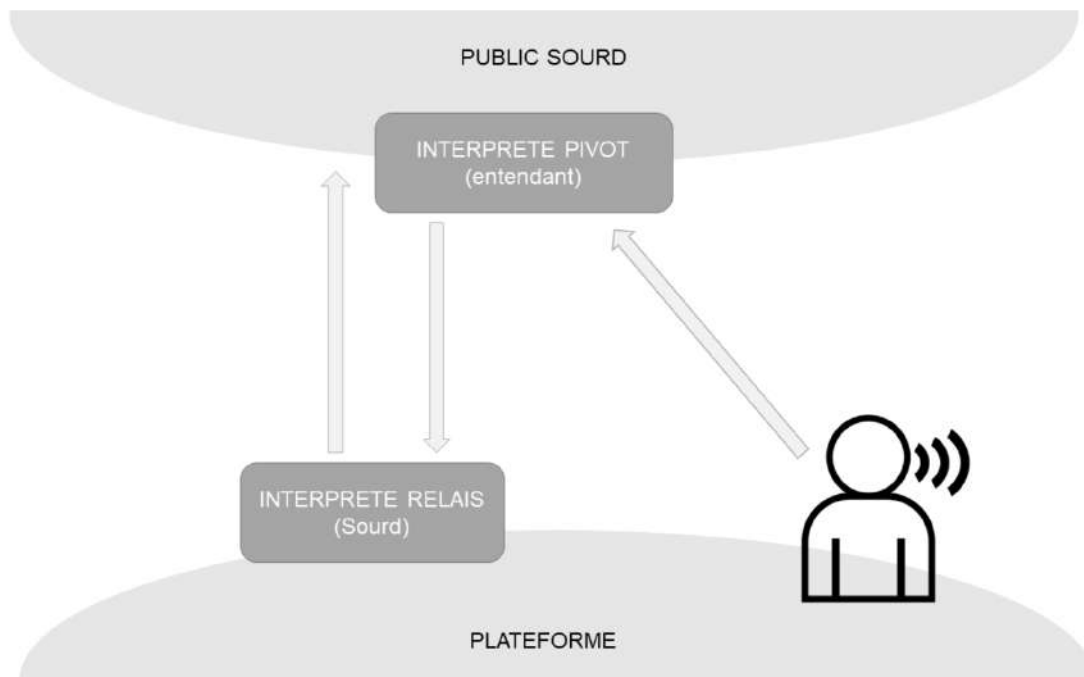 PUBLIC SOURD
INTERPRETE PIVOT
(entendant)
INTERPRETE RELAIS
(Sourd)
PLATEFORME